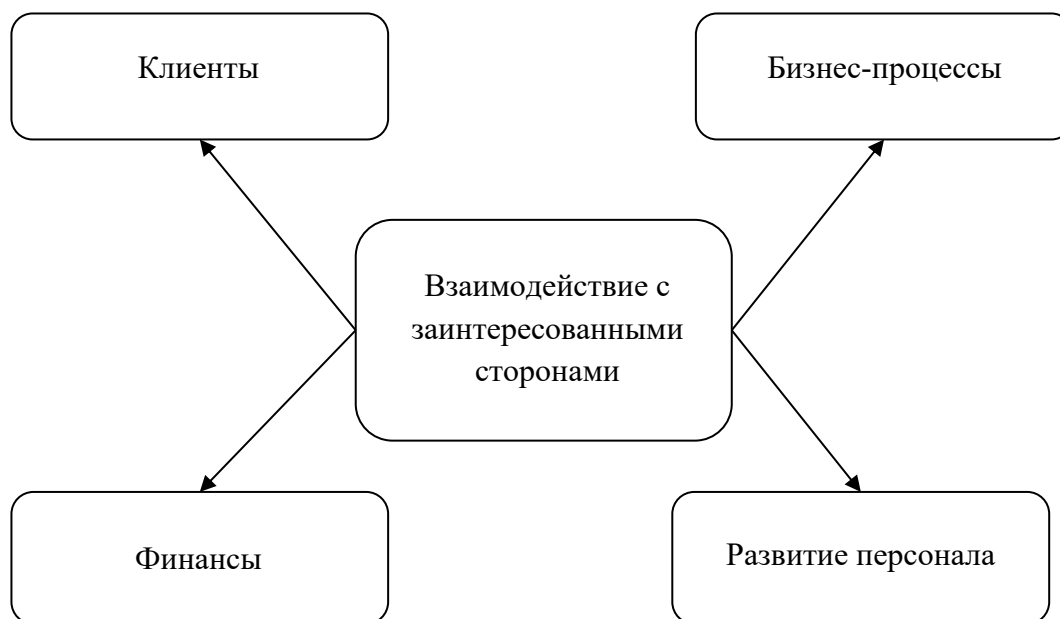 Клиенты
Бизнес-процессы
Взаимодействие с
заинтересованными
сторонами
Финансы
Развитие персонала